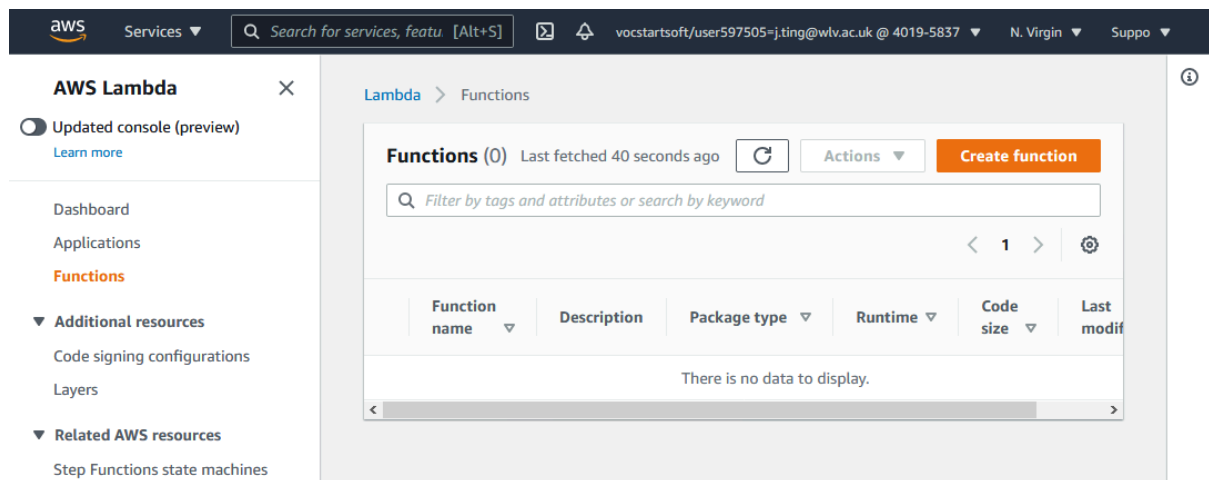 aws
Services ▼
Search for services, featu. [Alt+S]
vocstartsoft/user597505=j.ting@wlv.ac.uk @ 4019-5837 ▼
N. Virgin ▼
Suppo ▼
AWS Lambda
Updated console (preview)
Learn more
Dashboard
Applications
Functions
▼ Additional resources
Code signing configurations
Layers
▼ Related AWS resources
Step Functions state machines
Lambda > Functions
Functions (0) Last fetched 40 seconds ago
Actions ▼
Create function
Filter by tags and attributes or search by keyword
< 1 >
Function
name
Description
Package type
Runtime
Code
size
Last
modif
There is no data to display.